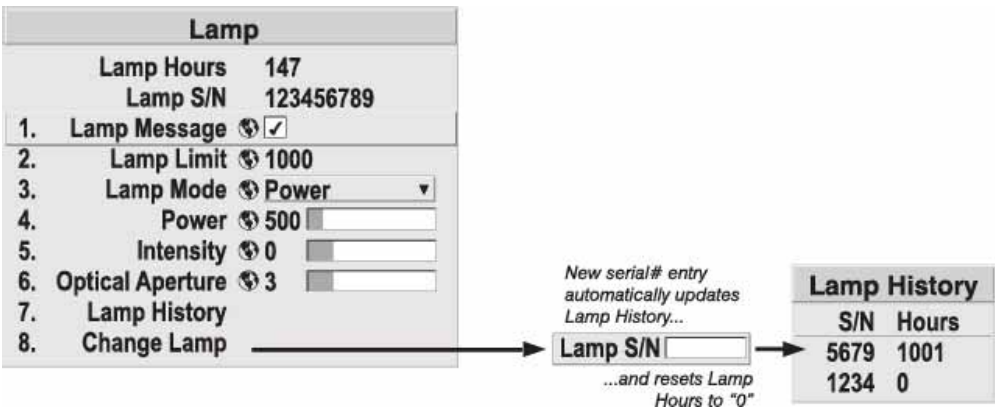 Lamp
Lamp Hours 147
Lamp S/N 123456789
1. Lamp Message ✓
2. Lamp Limit 1000
3. Lamp Mode Power ▼
4. Power 500
5. Intensity 0
6. Optical Aperture 3
7. Lamp History
8. Change Lamp
New serial# entry
automatically updates
Lamp History...
Lamp S/N
...and resets Lamp
Hours to "0"
Lamp History
S/N Hours
5679 1001
1234 0